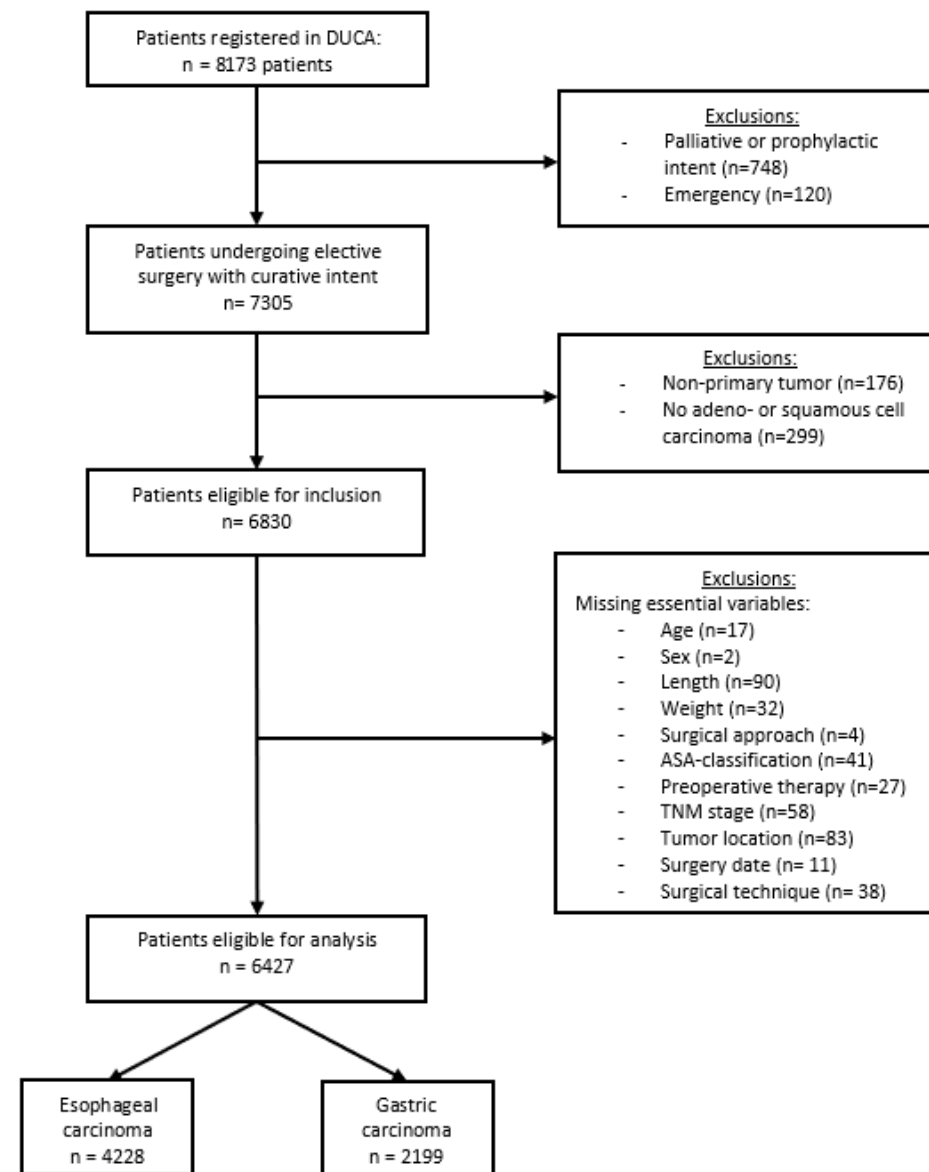 Patients registered in DUCA:
n = 8173 patients
Exclusions:
- Palliative or prophylactic
intent (n=748)
- Emergency (n=120)
Patients undergoing elective
surgery with curative intent
n= 7305
Exclusions:
- Non-primary tumor (n=176)
- No adeno- or squamous cell
carcinoma (n=299)
Patients eligible for inclusion
n= 6830
Exclusions:
Missing essential variables:
- Age (n=17)
- Sex (n=2)
- Length (n=90)
- Weight (n=32)
- Surgical approach (n=4)
- ASA-classification (n=41)
- Preoperative therapy (n=27)
- TNM stage (n=58)
- Tumor location (n=83)
- Surgery date (n= 11)
- Surgical technique (n= 38)
Patients eligible for analysis
n = 6427
Esophageal
carcinoma
n = 4228
Gastric
carcinoma
n = 2199